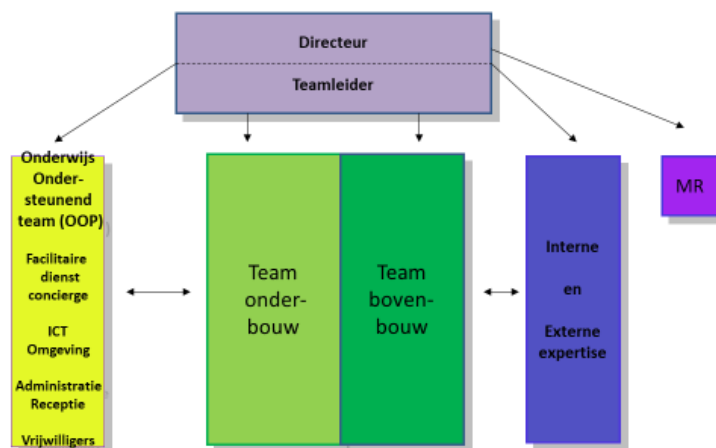 Directeur
Teamleider
Onderwijs
Onder-
steunend
team (OOP)
Facilitaire
dienst
concierge
ICT
Omgeving
Administratie
Receptie
Vrijwilligers
Team
onder-
bouw
Team
boven-
bouw
Interne
en
Externe
expertise
MR